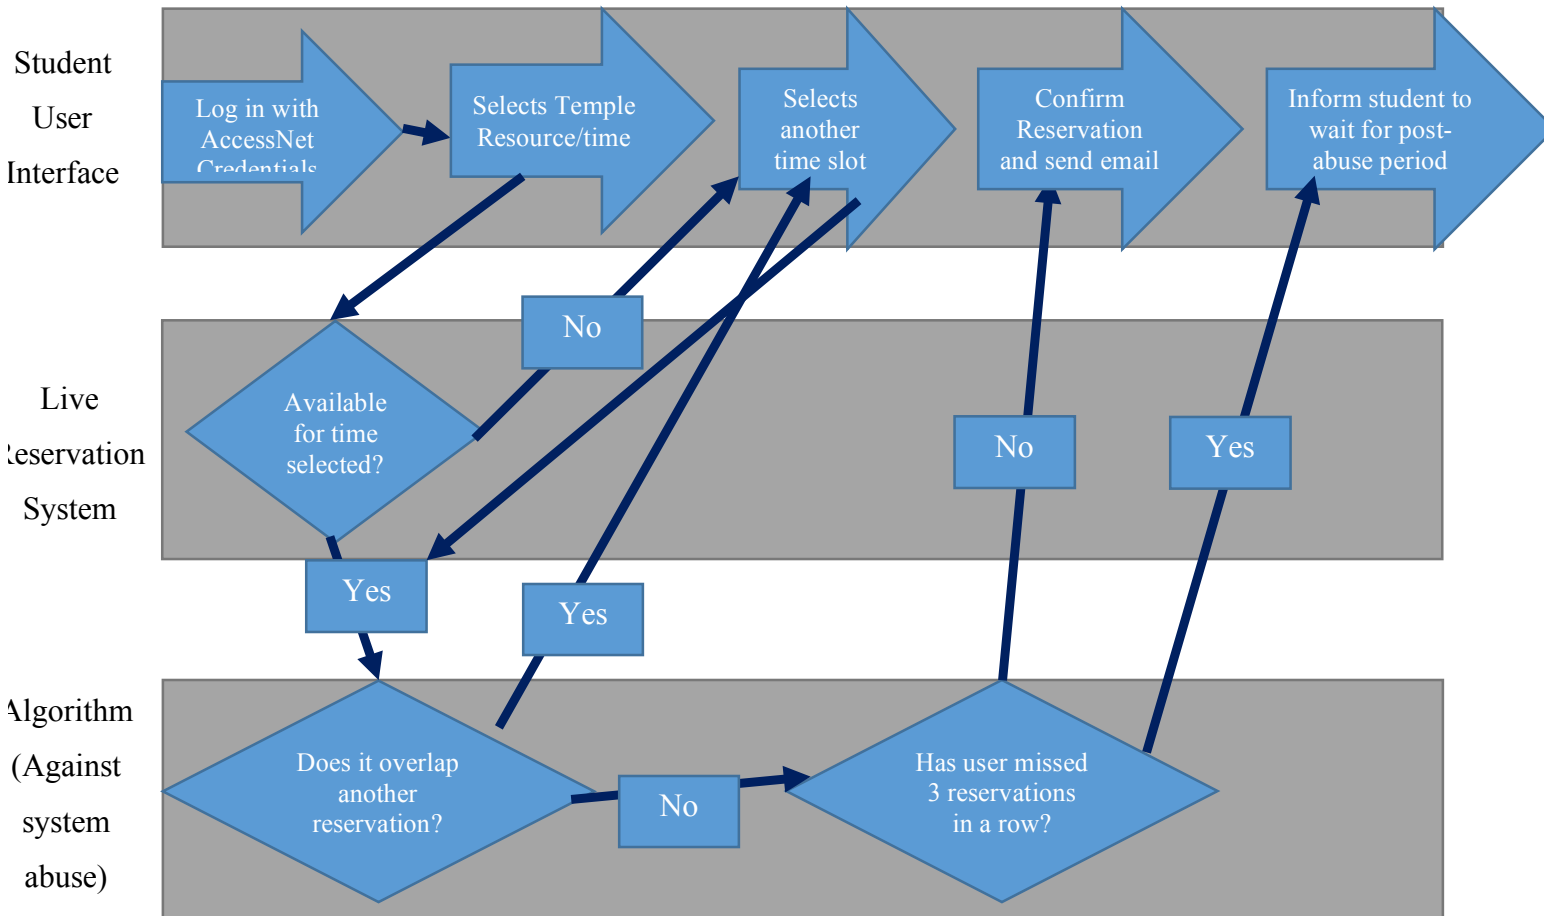 Student
User
Interface
Log in with
AccessNet
Credentials
Selects Temple
Resource/time
Selects
another
time slot
Confirm
Reservation
and send email
Inform student to
wait for post-
abuse period
Live
Reservation
System
Available
for time
selected?
No
No
Yes
Yes
Yes
Algorithm
(Against
system
abuse)
Does it overlap
another
reservation?
No
Has user missed
3 reservations
in a row?